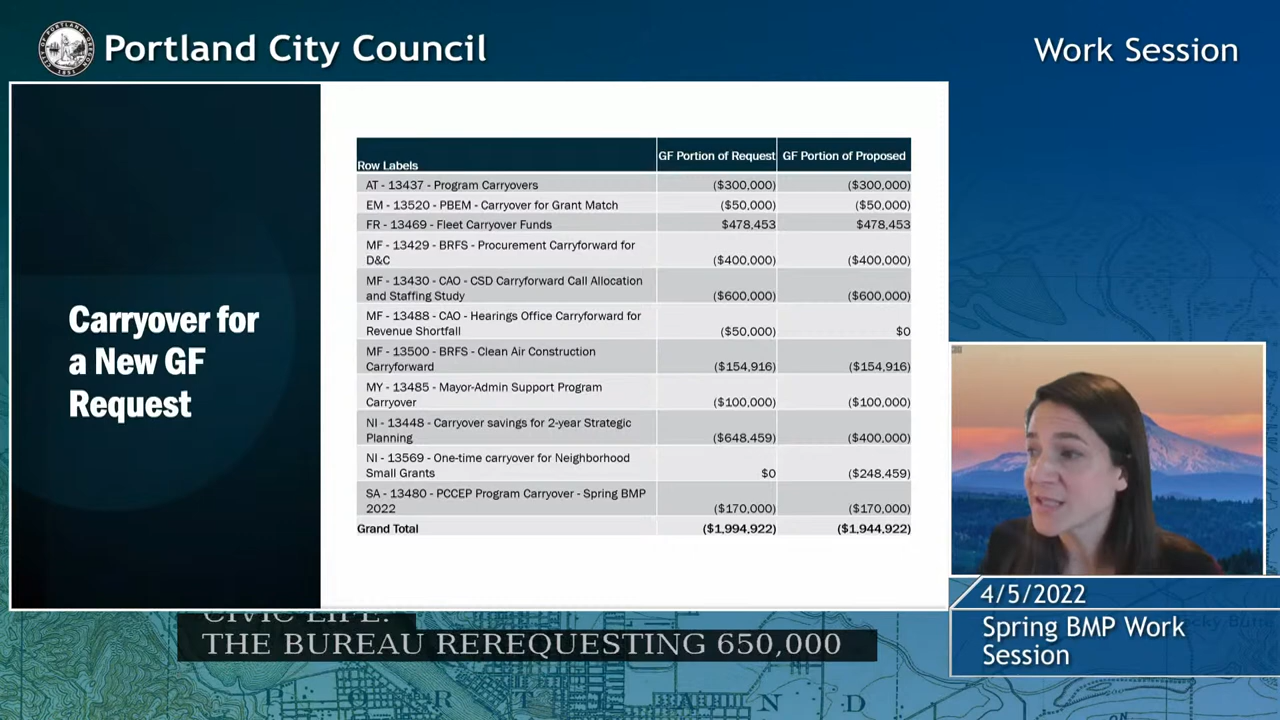 Portland City Council
Work Session
Carryover for
a New GF
Request
Row Labels GF Portion of Request GF Portion of Proposed
AT - 13437 - Program Carryovers ($300,000) ($300,000)
EM - 13520 - PBEM - Carryover for Grant Match ($50,000) ($50,000)
FR - 13469 - Fleet Carryover Funds $478,453 $478,453
MF - 13429 - BRFS - Procurement Carryforward for
D&C ($400,000) ($400,000)
MF - 13430 - CAO - CSD Carryforward Call Allocation
and Staffing Study ($600,000) ($600,000)
MF - 13488 - CAO - Hearings Office Carryforward for
Revenue Shortfall ($50,000) $0
MF - 13500 - BRFS - Clean Air Construction
Carryforward ($154,916) ($154,916)
MY - 13485 - Mayor-Admin Support Program
Carryover ($100,000) ($100,000)
NI - 13448 - Carryover savings for 2-year Strategic
Planning ($648,459) ($400,000)
NI - 13569 - One-time carryover for Neighborhood
Small Grants $0 ($248,459)
SA - 13480 - PCCEP Program Carryover - Spring BMP
2022 ($170,000) ($170,000)
Grand Total ($1,994,922) ($1,944,922)
4/5/2022
Spring BMP Work
Session
CIVIC LIFE.
THE BUREAU REREQUESTING 650,000